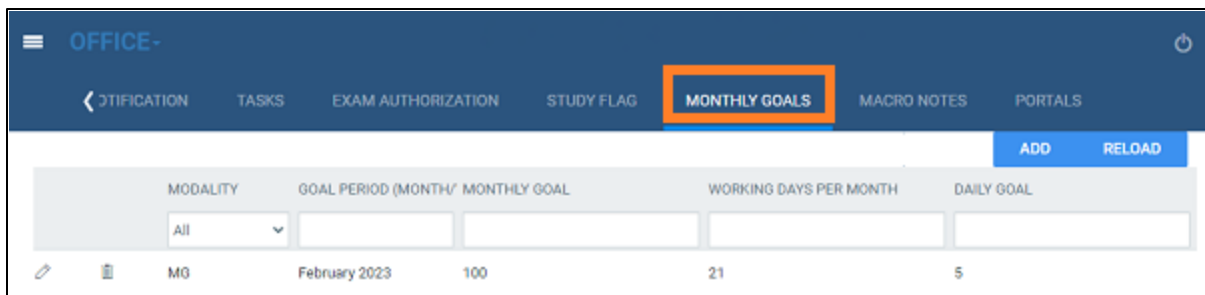 OFFICE-
OTIFICATION TASKS EXAM AUTHORIZATION STUDY FLAG MONTHLY GOALS MACRO NOTES PORTALS
ADD RELOAD
MODALITY GOAL PERIOD (MONTH/ MONTHLY GOAL WORKING DAYS PER MONTH DAILY GOAL
All
MG February 2023 100 21 5